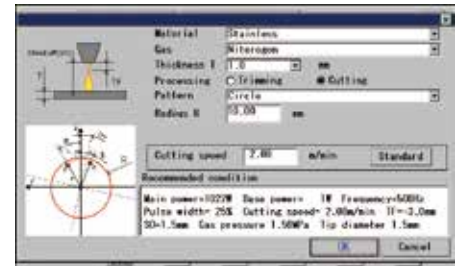 Material Stainless
Gas Niterogen
Thickness T 1.0 mm
Processing Trimming Cutting
Pattern Circle
Radius R 10.00 mm
Cutting speed 2.00 m/min Standard
Recommended condition
Main power=1022W Base power= 1W Frequency=500Hz
Pulse width= 25% Cutting speed= 2.00m/min TF=-3.0mm
SO=1.5mm Gas pressure 1.50MPa Tip diameter 1.5mm
OK Cancel